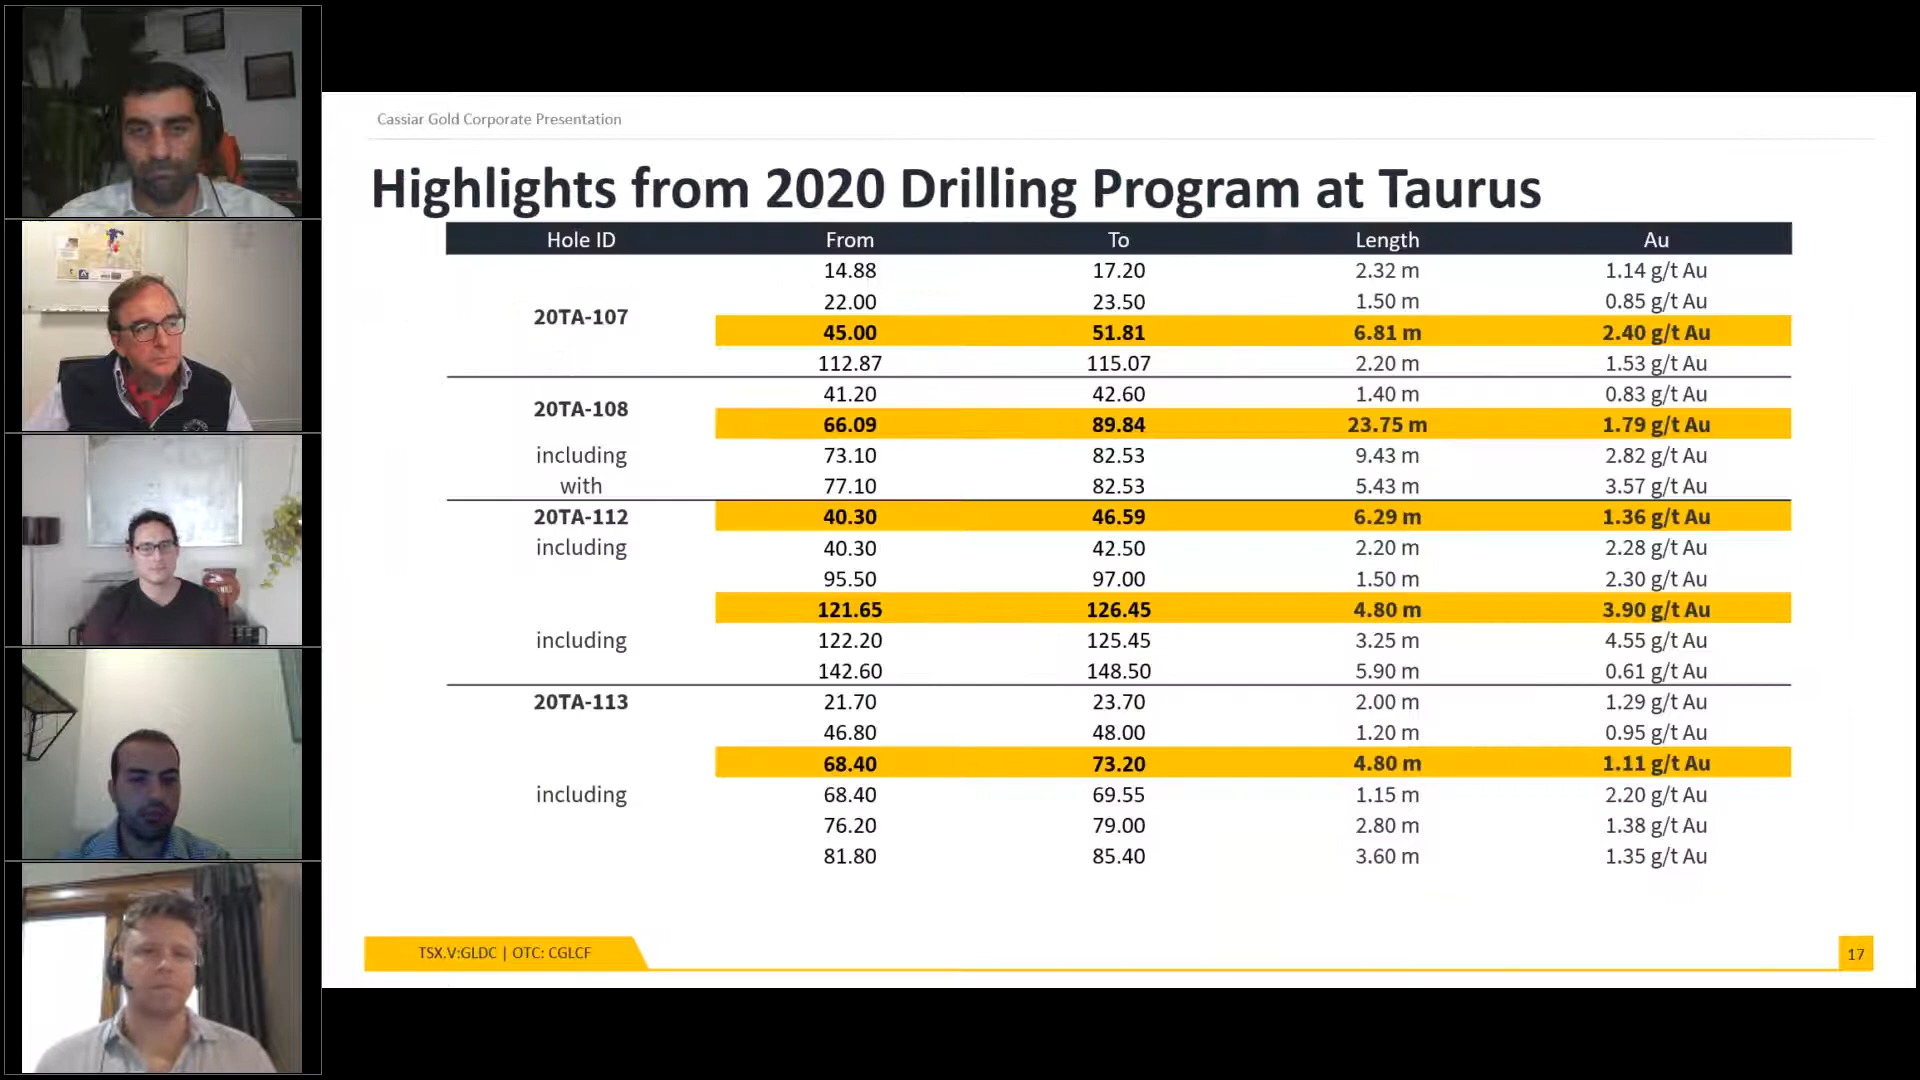 Cassiar Gold Corporate Presentation
Highlights from 2020 Drilling Program at Taurus
Hole ID From To Length Au
14.88 17.20 2.32 m 1.14 g/t Au
22.00 23.50 1.50 m 0.85 g/t Au
20TA-107
45.00 51.81 6.81 m 2.40 g/t Au
112.87 115.07 2.20 m 1.53 g/t Au
41.20 42.60 1.40 m 0.83 g/t Au
20TA-108
66.09 89.84 23.75 m 1.79 g/t Au
including 73.10 82.53 9.43 m 2.82 g/t Au
with 77.10 82.53 5.43 m 3.57 g/t Au
20TA-112 40.30 46.59 6.29 m 1.36 g/t Au
including 40.30 42.50 2.20 m 2.28 g/t Au
95.50 97.00 1.50 m 2.30 g/t Au
121.65 126.45 4.80 m 3.90 g/t Au
including 122.20 125.45 3.25 m 4.55 g/t Au
142.60 148.50 5.90 m 0.61 g/t Au
20TA-113 21.70 23.70 2.00 m 1.29 g/t Au
46.80 48.00 1.20 m 0.95 g/t Au
68.40 73.20 4.80 m 1.11 g/t Au
including 68.40 69.55 1.15 m 2.20 g/t Au
76.20 79.00 2.80 m 1.38 g/t Au
81.80 85.40 3.60 m 1.35 g/t Au
TSX.V:GLDC | OTC: CGLCF
17